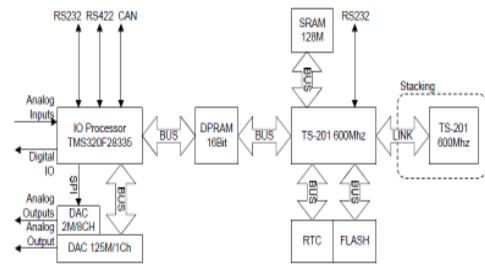 RS232 RS422 CAN
SRAM
128M
RS232
BUS
Stacking
Analog
Inputs
IO Processor
TMS320F28335
BUS
DPRAM
16Bit
BUS
TS-201 600Mhz
LINK
TS-201
600Mhz
Digital
IO
SPI
BUS
BUS
BUS
Analog
Outputs
DAC
2M/8CH
Analog
Output
DAC 125M/1Ch
RTC
FLASH